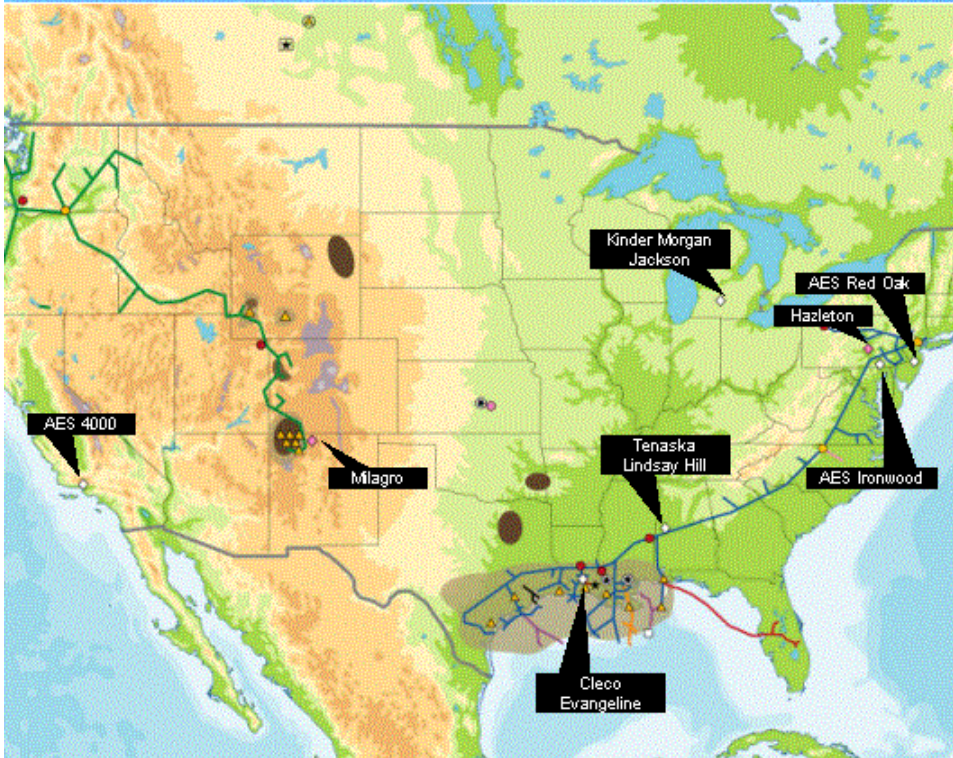 Kinder Morgan
Jackson
AES Red Oak
Hazleton
AES 4000
Milagro
Tenaska
Lindsay Hill
AES Ironwood
Cleco
Evangeline